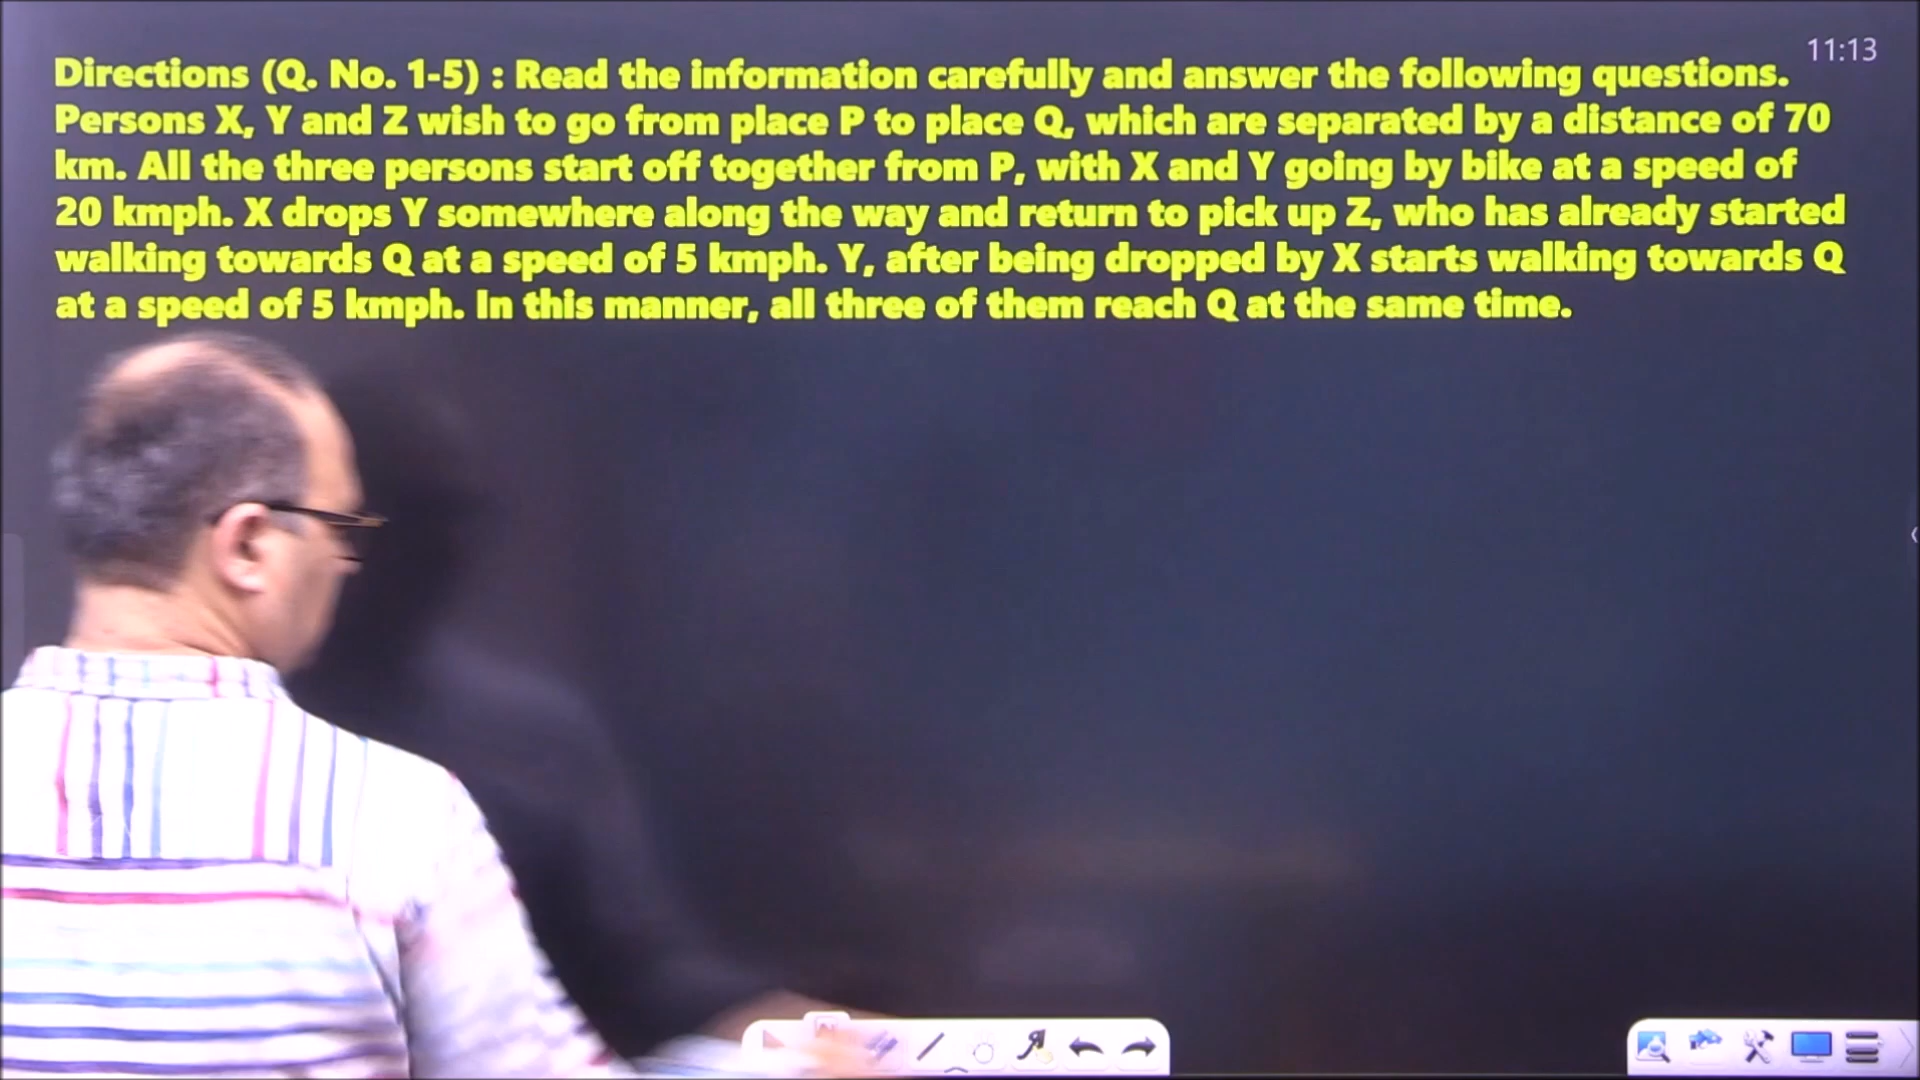 11:13
Directions (Q. No. 1-5) : Read the information carefully and answer the following questions.
Persons X, Y and Z wish to go from place P to place Q, which are separated by a distance of 70
km. All the three persons start off together from P, with X and Y going by bike at a speed of
20 kmph. X drops Y somewhere along the way and return to pick up Z, who has already started
walking towards Q at a speed of 5 kmph. Y, after being dropped by X starts walking towards Q
at a speed of 5 kmph. In this manner, all three of them reach Q at the same time.